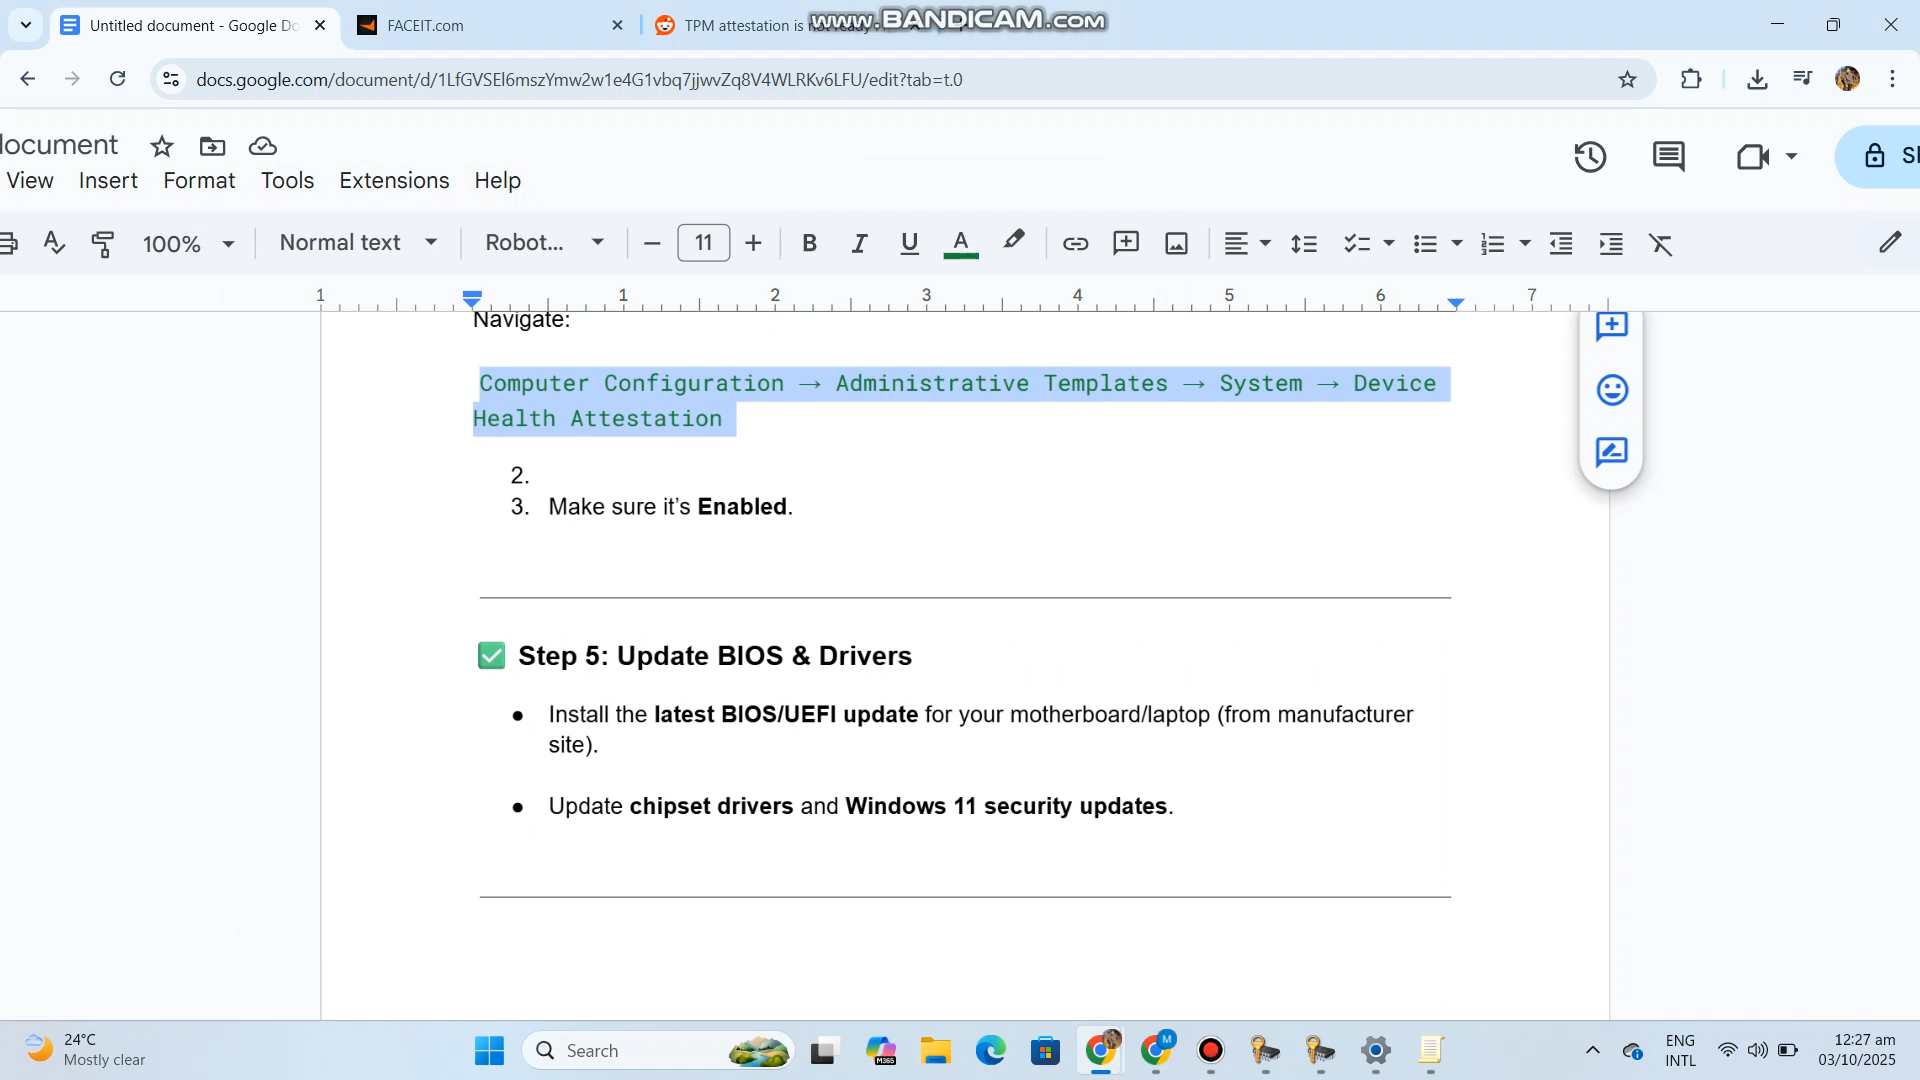 Untitled document - Google Do
FACEIT.com
TPM attestation is not ready
www.BANDICAM.com
docs.google.com/document/d/1LfGVSEl6mszYmw2w1e4G1vbq7jjwvZq8V4WLRKv6LFU/edit?tab=t.0
document
View Insert Format Tools Extensions Help
100% Normal text Robot... 11
1 1 2 3 4 5 6 7
Navigate:
Computer Configuration → Administrative Templates → System → Device
Health Attestation
2.
3. Make sure it's Enabled.
✅ Step 5: Update BIOS & Drivers
● Install the latest BIOS/UEFI update for your motherboard/laptop (from manufacturer
site).
● Update chipset drivers and Windows 11 security updates.
24°C
Mostly clear
Search
M365
M
ENG
INTL
12:27 am
03/10/2025